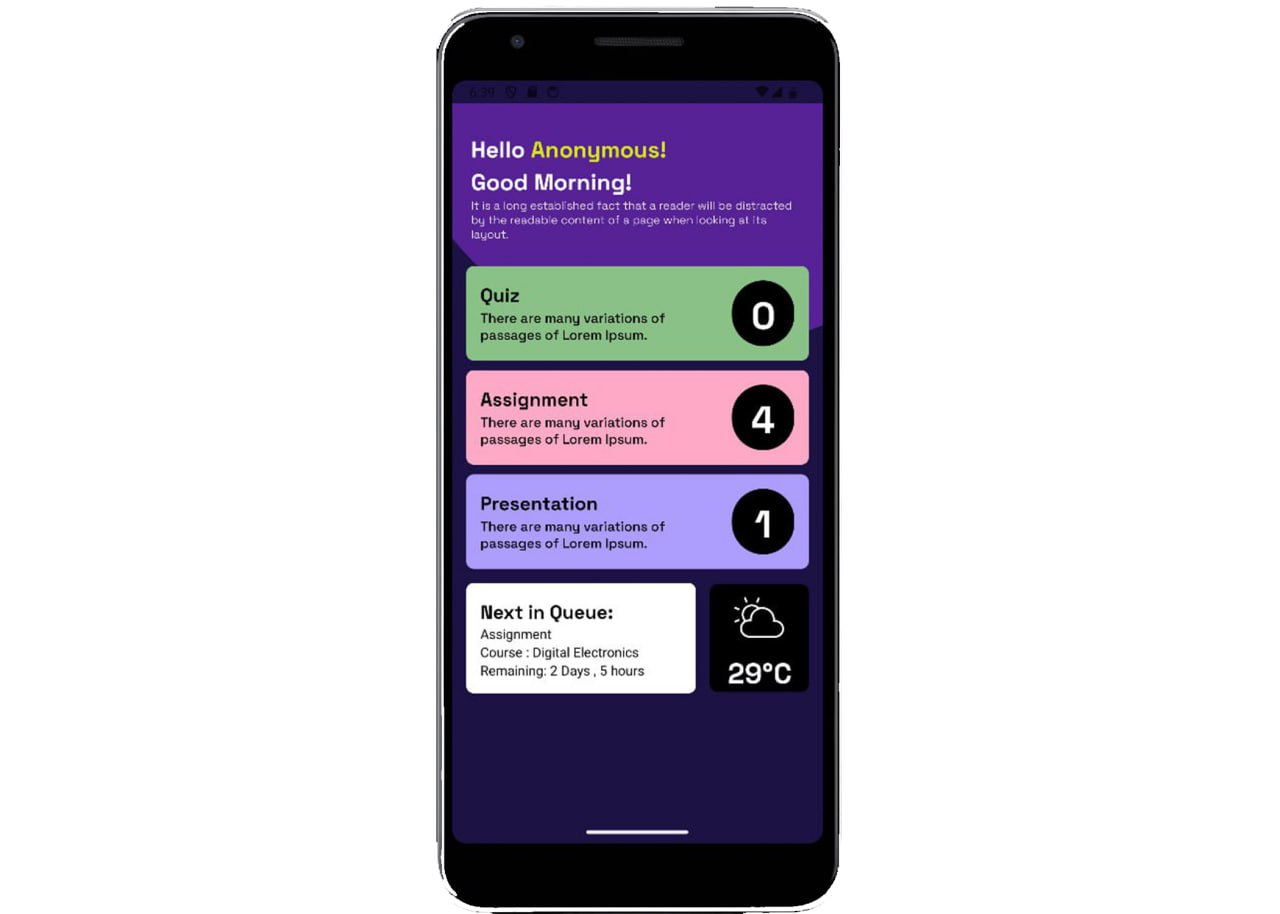 6:39
Hello Anonymous!
Good Morning!
It is a long established fact that a reader will be distracted
by the readable content of a page when looking at its
layout.
Quiz
There are many variations of
passages of Lorem Ipsum.
0
Assignment
There are many variations of
passages of Lorem Ipsum.
4
Presentation
There are many variations of
passages of Lorem Ipsum.
1
Next in Queue:
Assignment
Course : Digital Electronics
Remaining: 2 Days , 5 hours
29°C